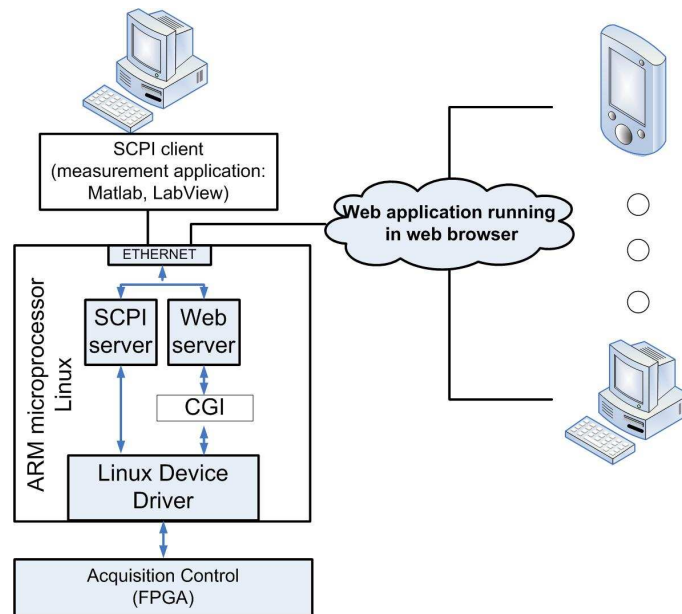 SCPI client
(measurement application:
Matlab, LabView)
Web application running
in web browser
ETHERNET
ARM microprocessor
Linux
SCPI
server
Web
server
CGI
Linux Device
Driver
Acquisition Control
(FPGA)